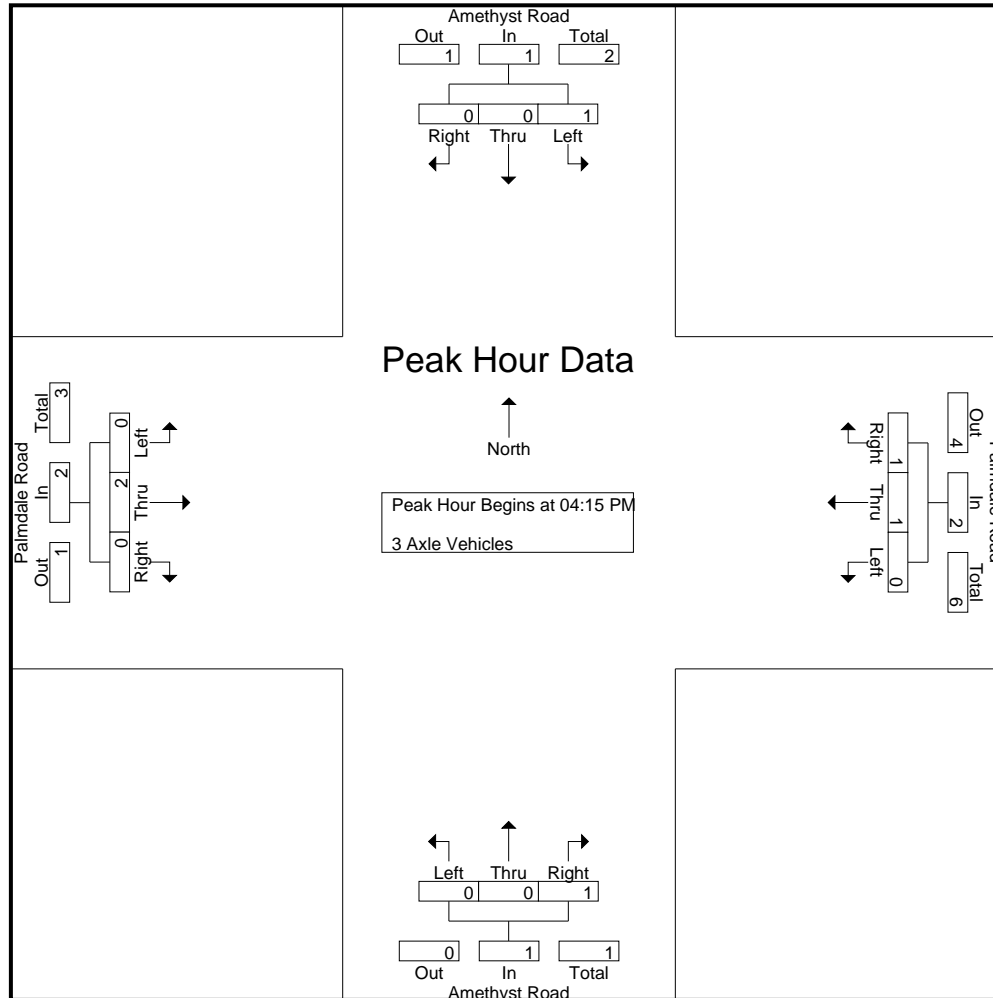 Amethyst Road
Out In Total
1 1 2
0 0 1
Right Thru Left
Peak Hour Data
North
Peak Hour Begins at 04:15 PM
3 Axle Vehicles
Palmdale Road
Total In Out
3 2 1
0 2 0
Left Thru Right
Right Thru Left
1 1 0
4 2 6
Out In Total
Palmdale Road
Left Thru Right
0 0 1
0 1 1
Out In Total
Amethyst Road